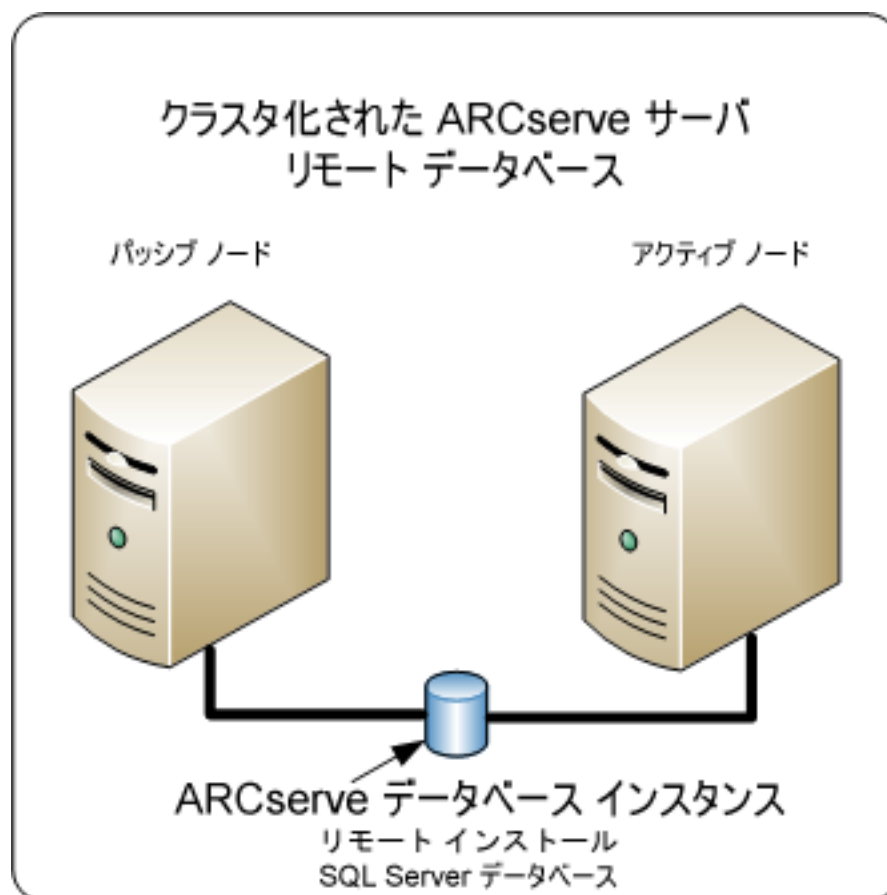 クラスタ化された ARCserve サーバ
リモート データベース
パッシブ ノード
アクティブ ノード
ARCserve データベース インスタンス
リモート インストール
SQL Server データベース